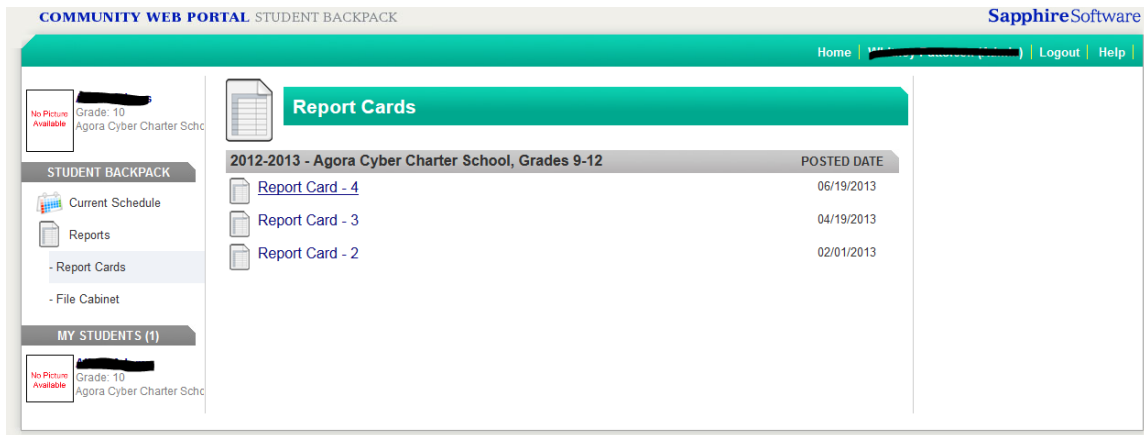 COMMUNITY WEB PORTAL STUDENT BACKPACK
SapphireSoftware
Home | | Logout | Help |
No Picture Available
Grade: 10
Agora Cyber Charter Scho
STUDENT BACKPACK
Current Schedule
Reports
- Report Cards
- File Cabinet
MY STUDENTS (1)
No Picture Available
Grade: 10
Agora Cyber Charter Scho
Report Cards
2012-2013 - Agora Cyber Charter School, Grades 9-12 POSTED DATE
Report Card - 4 06/19/2013
Report Card - 3 04/19/2013
Report Card - 2 02/01/2013